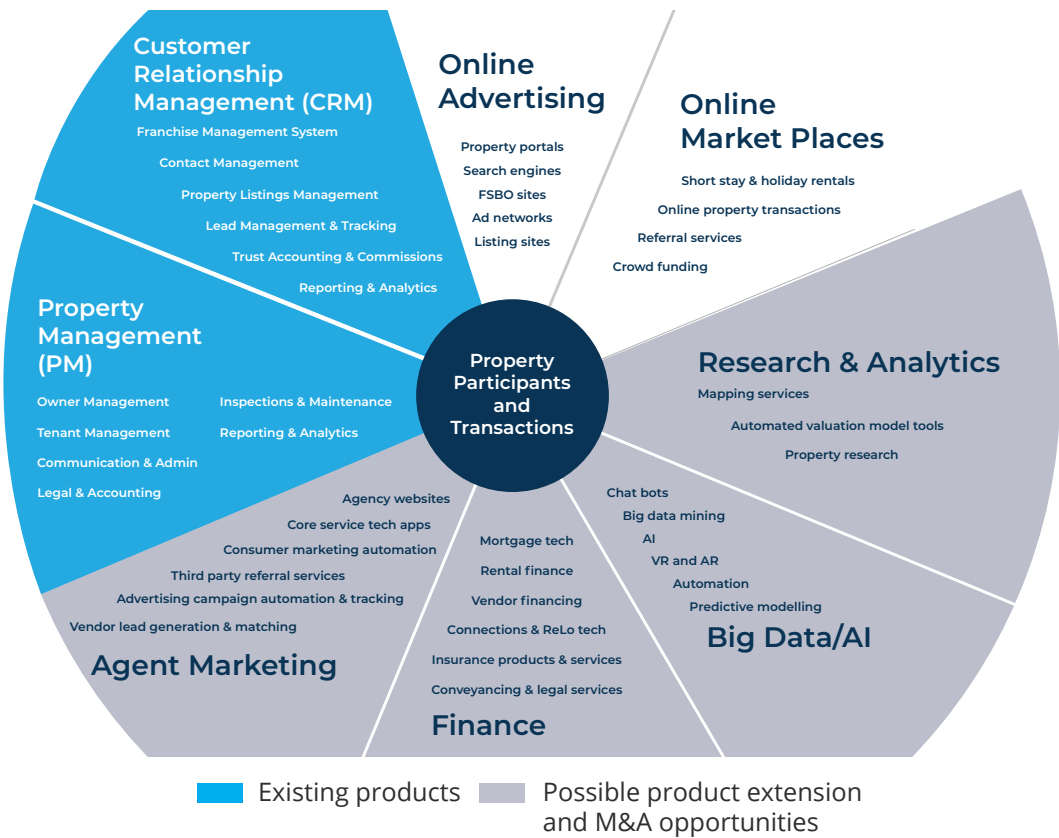 Customer
Relationship
Management (CRM)
Franchise Management System
Contact Management
Property Listings Management
Lead Management & Tracking
Trust Accounting & Commissions
Reporting & Analytics
Online
Advertising
Property portals
Search engines
FSBO sites
Ad networks
Listing sites
Online
Market Places
Short stay & holiday rentals
Online property transactions
Referral services
Crowd funding
Property
Management
(PM)
Owner Management
Tenant Management
Communication & Admin
Legal & Accounting
Inspections & Maintenance
Reporting & Analytics
Property
Participants
and
Transactions
Research & Analytics
Mapping services
Automated valuation model tools
Property research
Agency websites
Core service tech apps
Consumer marketing automation
Third party referral services
Advertising campaign automation & tracking
Vendor lead generation & matching
Agent Marketing
Mortgage tech
Rental finance
Vendor financing
Connections & ReLo tech
Insurance products & services
Conveyancing & legal services
Finance
Chat bots
Big data mining
AI
VR and AR
Automation
Predictive modelling
Big Data/AI
Existing products
Possible product extension
and M&A opportunities